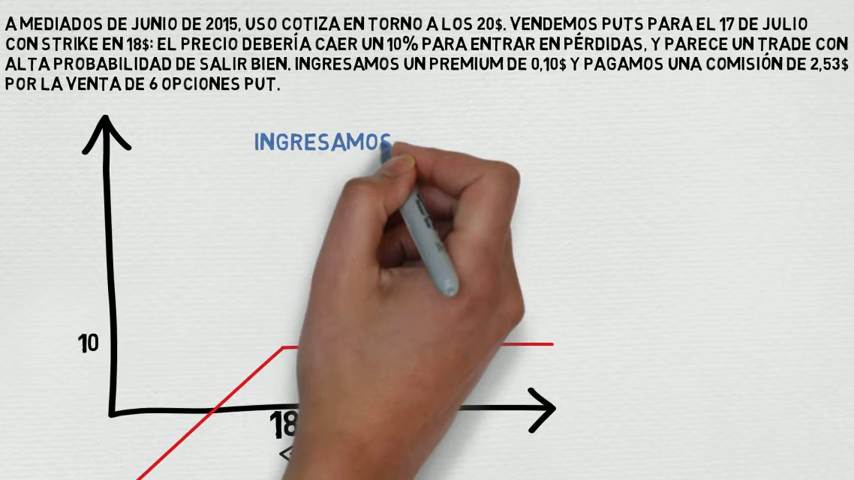 A MEDIADOS DE JUNIO DE 2015, USO COTIZA EN TORNO A LOS 20$. VENDEMOS PUTS PARA EL 17 DE JULIO
CON STRIKE EN 18$: EL PRECIO DEBERÍA CAER UN 10% PARA ENTRAR EN PÉRDIDAS, Y PARECE UN TRADE CON
ALTA PROBABILIDAD DE SALIR BIEN. INGRESAMOS UN PREMIUM DE 0,10$ Y PAGAMOS UNA COMISIÓN DE 2,53$
POR LA VENTA DE 6 OPCIONES PUT.
INGRESAMOS
10
18